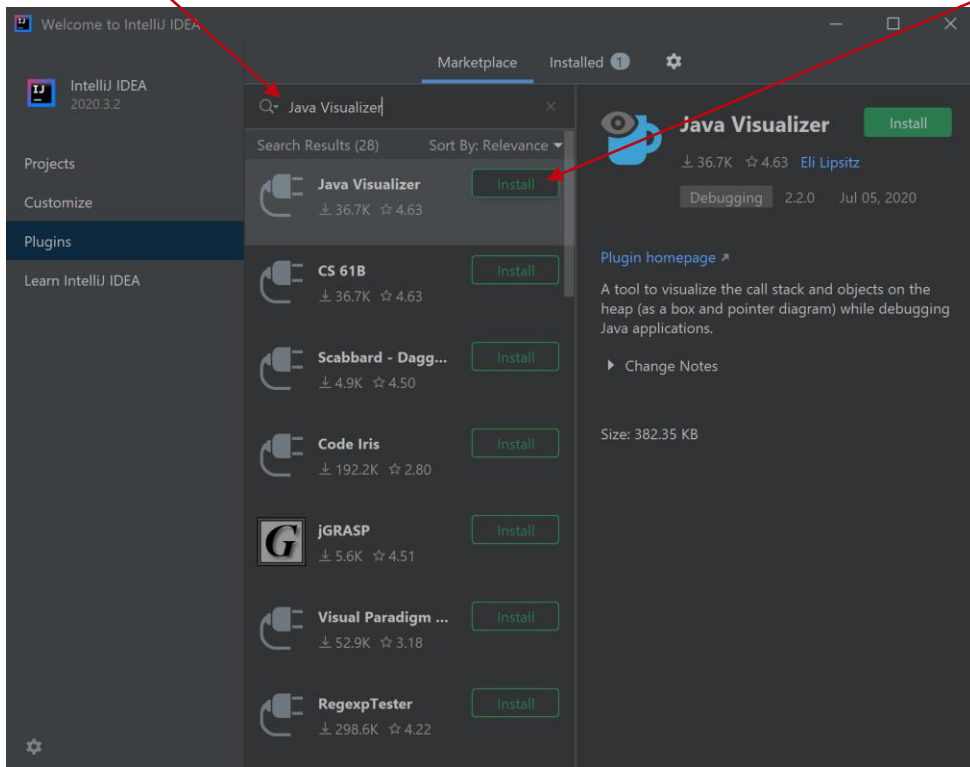 Welcome to IntelliJ IDEA
IntelliJ IDEA
2020.3.2
Projects
Customize
Plugins
Learn IntelliJ IDEA
Marketplace Installed 1
Java Visualizer
Search Results (28) Sort By: Relevance
Java Visualizer Install
36.7K 4.63
CS 61B Install
36.7K 4.63
Scabbard - Dagg... Install
4.9K 4.50
Code Iris Install
192.2K 2.80
jGRASP Install
5.6K 4.51
Visual Paradigm ... Install
52.9K 3.18
RegexpTester Install
298.6K 4.22
Java Visualizer Install
36.7K 4.63 Eli Lipsitz
Debugging 2.2.0 Jul 05, 2020
Plugin homepage
A tool to visualize the call stack and objects on the
heap (as a box and pointer diagram) while debugging
Java applications.
Change Notes
Size: 382.35 KB